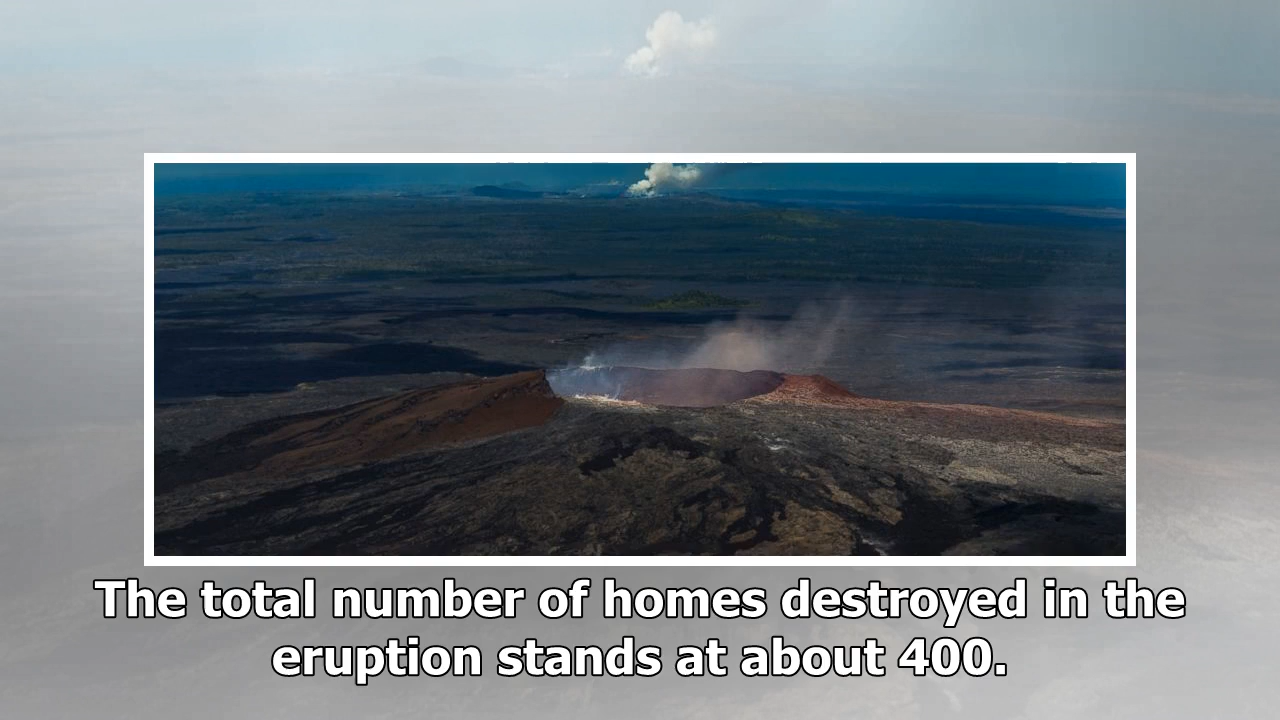 The total number of homes destroyed in the
eruption stands at about 400.